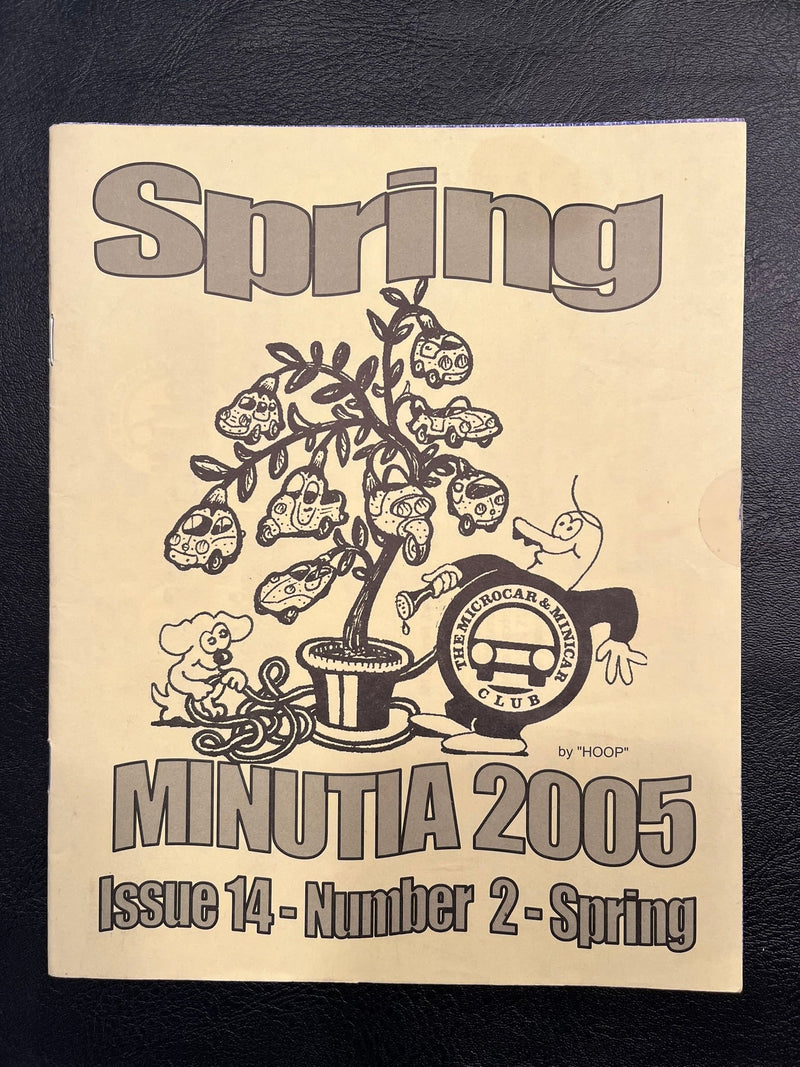 Spring
THE MICROCAR & MINICAR
CLUB
by "HOOP"
MINUTIA 2005
Issue 14 - Number 2 - Spring